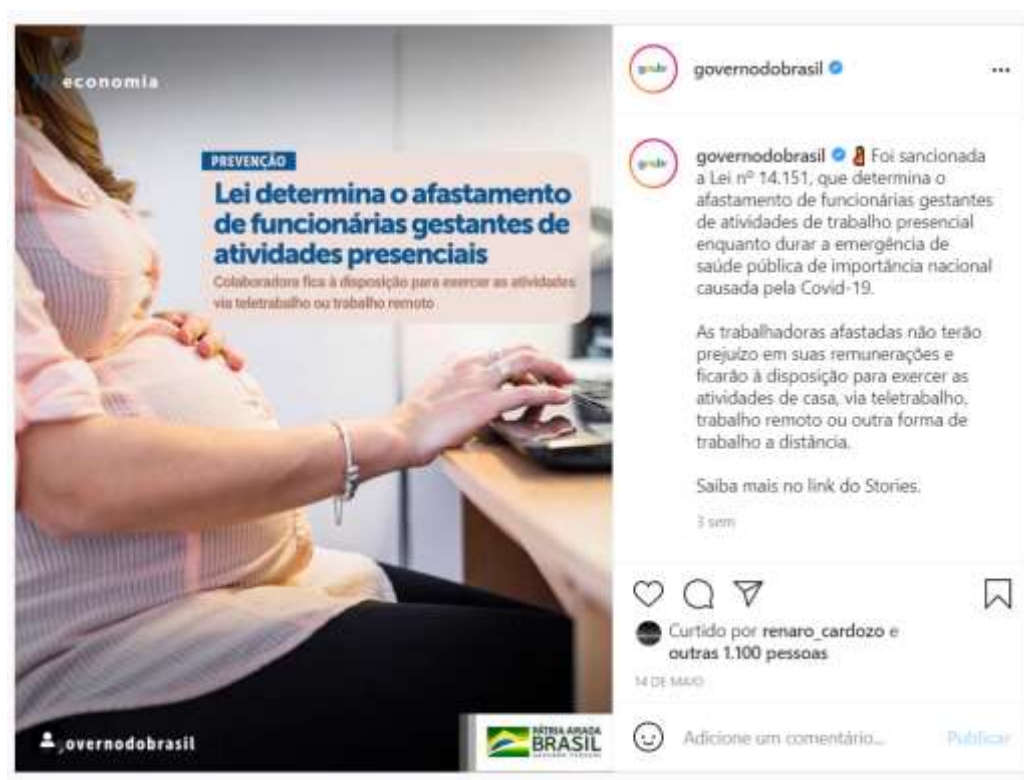 economia
PREVENÇÃO
Lei determina o afastamento
de funcionárias gestantes de
atividades presenciais
Colaboradora fica à disposição para exercer as atividades
via teletrabalho ou trabalho remoto
overnodobrasil
PÁTRIA AMADA
BRASIL
GOVERNO FEDERAL
governodobrasil
governodobrasil Foi sancionada
a Lei nº 14.151, que determina o
afastamento de funcionárias gestantes
de atividades de trabalho presencial
enquanto durar a emergência de
saúde pública de importância nacional
causada pela Covid-19.
As trabalhadoras afastadas não terão
prejuízo em suas remunerações e
ficarão à disposição para exercer as
atividades de casa, via teletrabalho,
trabalho remoto ou outra forma de
trabalho a distância.
Saiba mais no link do Stories.
3 sem
Curtido por renaro_cardozo e
outras 1.100 pessoas
14 DE MAIO
Adicione um comentário... Publicar